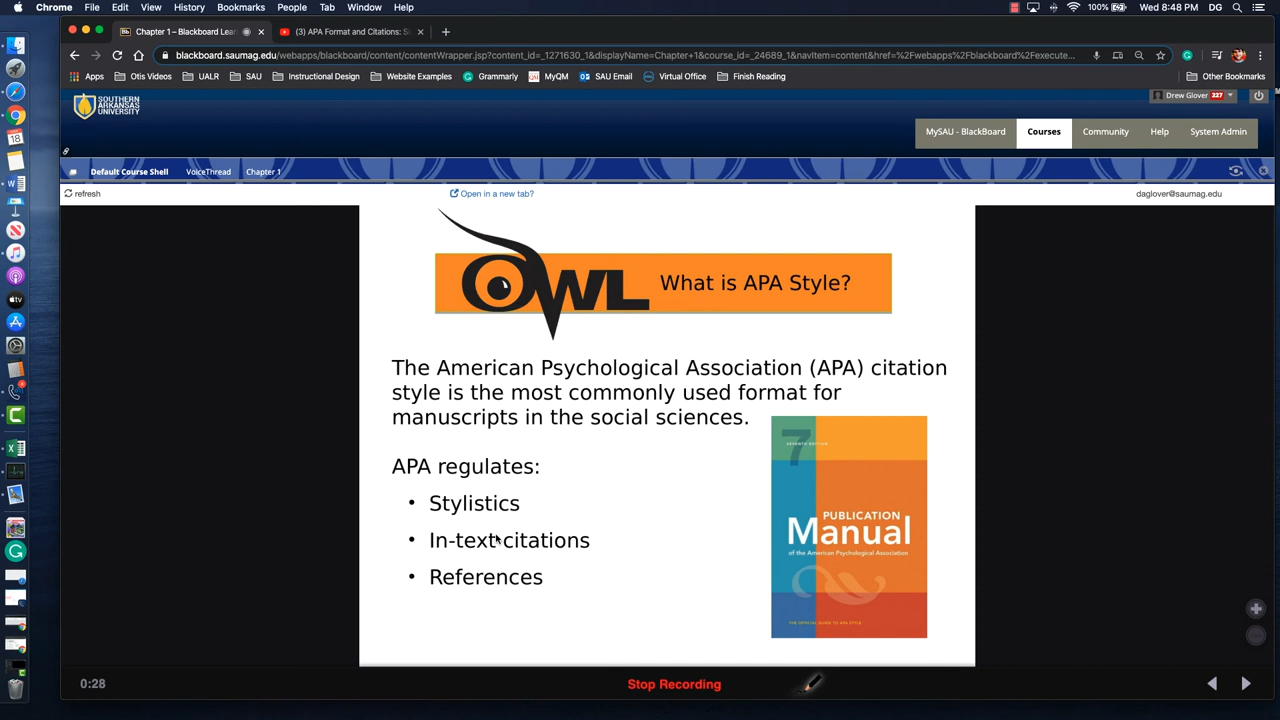 Chrome File Edit View History Bookmarks People Tab Window Help 100% Wed 8:48 PM DG
Chapter 1 – Blackboard Lear (3) APA Format and Citations: S
blackboard.saumag.edu/webapps/blackboard/content/contentWrapper.jsp?content_id=_1271630_1&displayName=Chapter+1&course_id=_24689_1&navItem=content&href=%2Fwebapps%2Fblackboard%2Fexecute...
Apps Otis Videos UALR SAU Instructional Design Website Examples Grammarly MyQM SAU Email Virtual Office Finish Reading Other Bookmarks
SOUTHERN
ARKANSAS
UNIVERSITY
Drew Glover 227
MySAU - BlackBoard Courses Community Help System Admin
Default Course Shell VoiceThread Chapter 1
refresh Open in a new tab? daglover@saumag.edu
OWL What is APA Style?
The American Psychological Association (APA) citation
style is the most commonly used format for
manuscripts in the social sciences.
APA regulates:
• Stylistics
• In-text citations
• References
7
SEVENTH EDITION
PUBLICATION
Manual
of the American Psychological Association
THE OFFICIAL GUIDE TO APA STYLE
18
0:28 Stop Recording